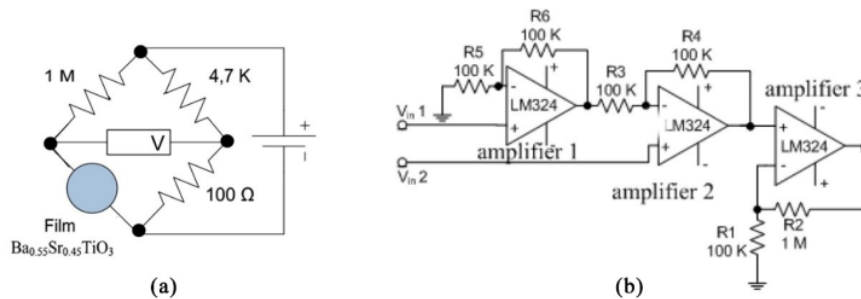 1 M
4,7 K
V
+
-
100 Ω
Film
Ba0.55Sr0.45TiO3
(a)
R6
100 K
R5
100 K
-
+
LM324
+
-
Vin 1
amplifier 1
Vin 2
R3
100 K
R4
100 K
-
+
LM324
+
-
amplifier 2
amplifier 3
+
-
LM324
-
+
R2
1 M
R1
100 K
(b)